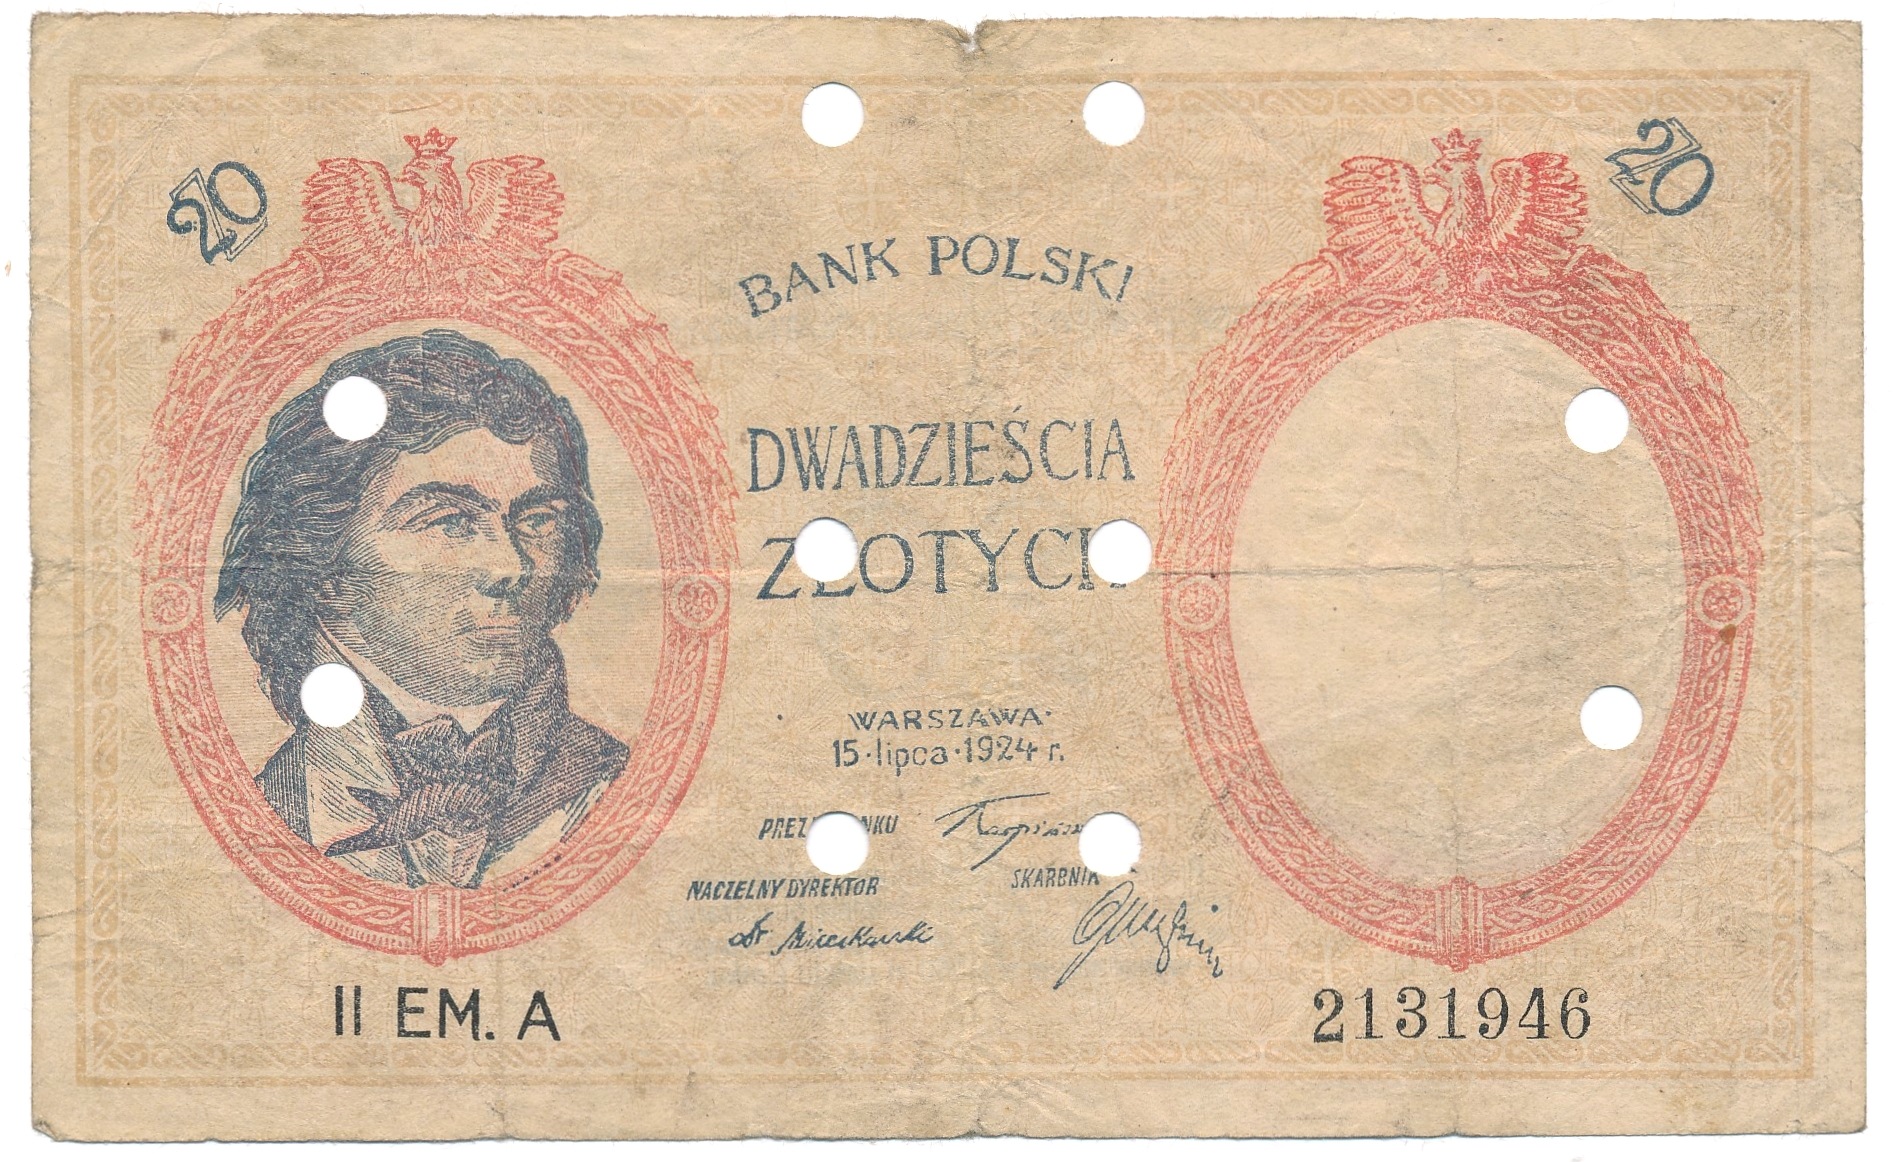 20
20
BANK POLSKI
DWADZIEŚCIA
ZŁOTYCH
WARSZAWA
15·lipca·1924 r.
NACZELNY DYREKTOR
SKARBNIK
II EM. A
2131946